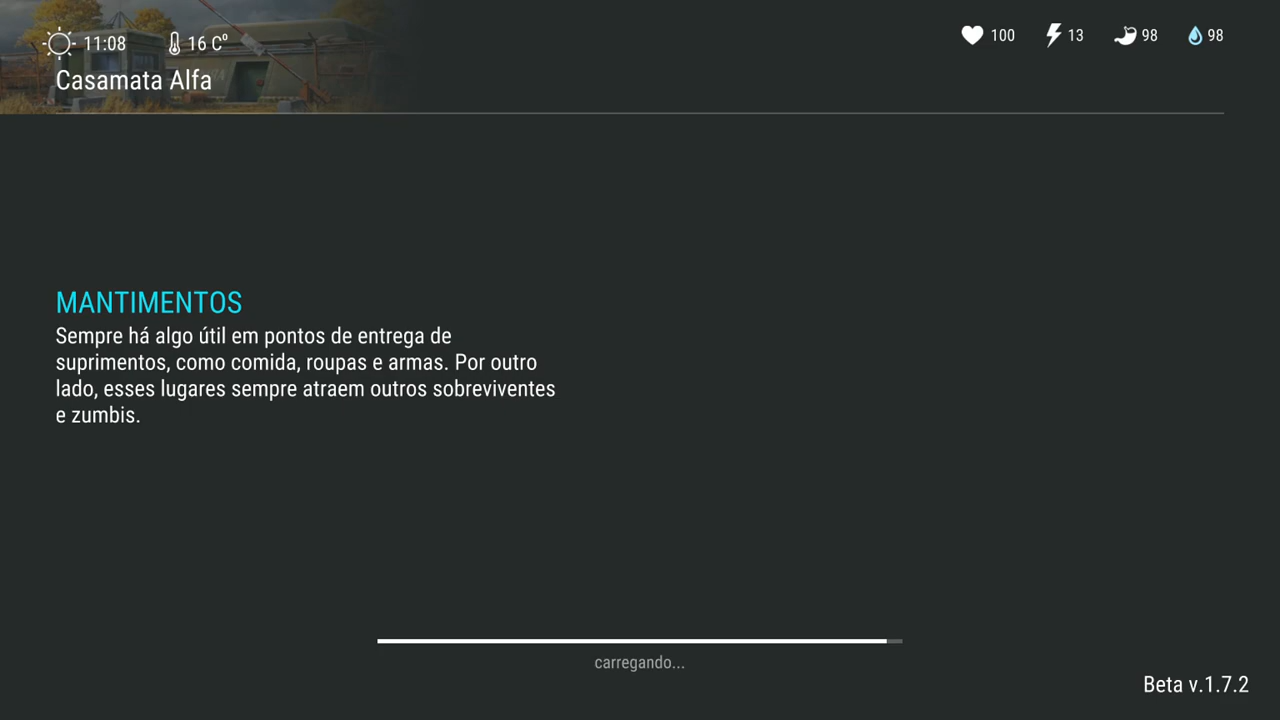 11:08 16 Cº 100 13 98 98
Casamata Alfa
MANTIMENTOS
Sempre há algo útil em pontos de entrega de
suprimentos, como comida, roupas e armas. Por outro
lado, esses lugares sempre atraem outros sobreviventes
e zumbis.
carregando...
Beta v.1.7.2